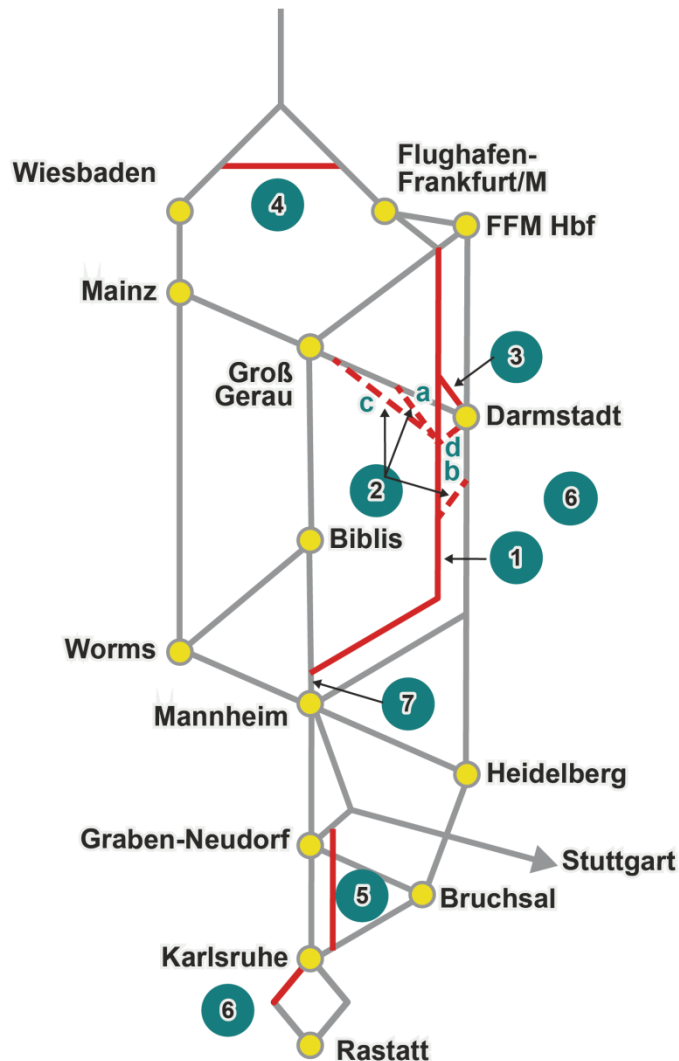 Wiesbaden
Flughafen-
Frankfurt/M
4
FFM Hbf
Mainz
3
Groß
Gerau
a
c
Darmstadt
d
b
2
6
Biblis
1
Worms
7
Mannheim
Heidelberg
Graben-Neudorf
Stuttgart
5
Bruchsal
Karlsruhe
6
Rastatt